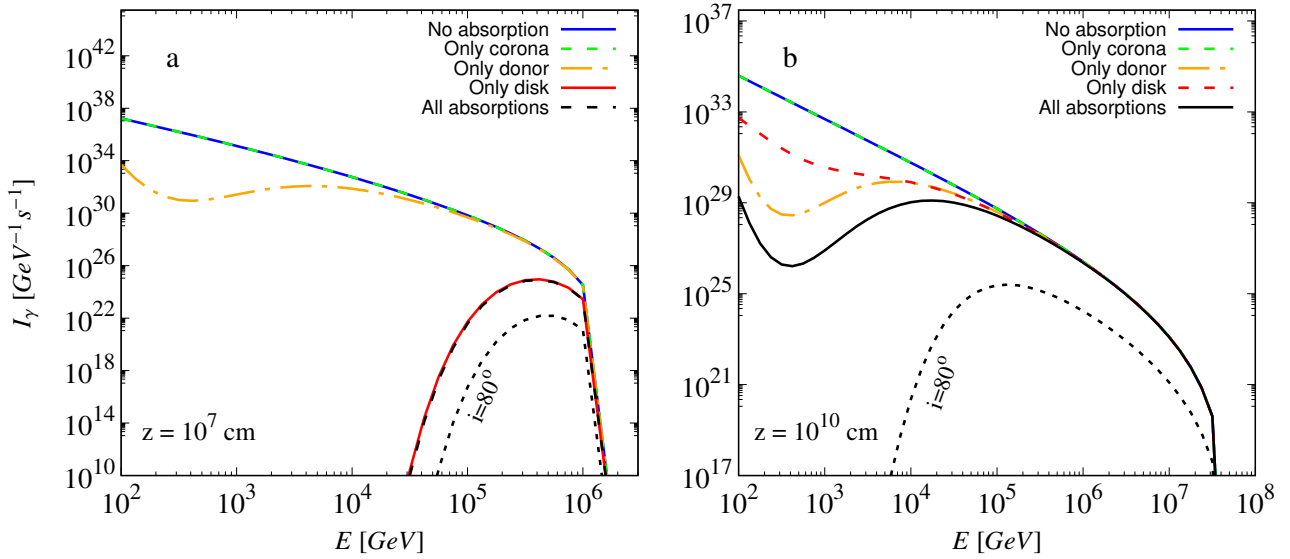 a
No absorption
Only corona
Only donor
Only disk
All absorptions
10^42
10^38
10^34
10^30
10^26
10^22
10^18
10^14
10^10
I_γ [GeV^−1 s^−1]
i=80°
z = 10^7 cm
10^2 10^3 10^4 10^5 10^6
E [GeV]
b
No absorption
Only corona
Only donor
Only disk
All absorptions
10^37
10^33
10^29
10^25
10^21
10^17
i=80°
z = 10^10 cm
10^2 10^3 10^4 10^5 10^6 10^7 10^8
E [GeV]